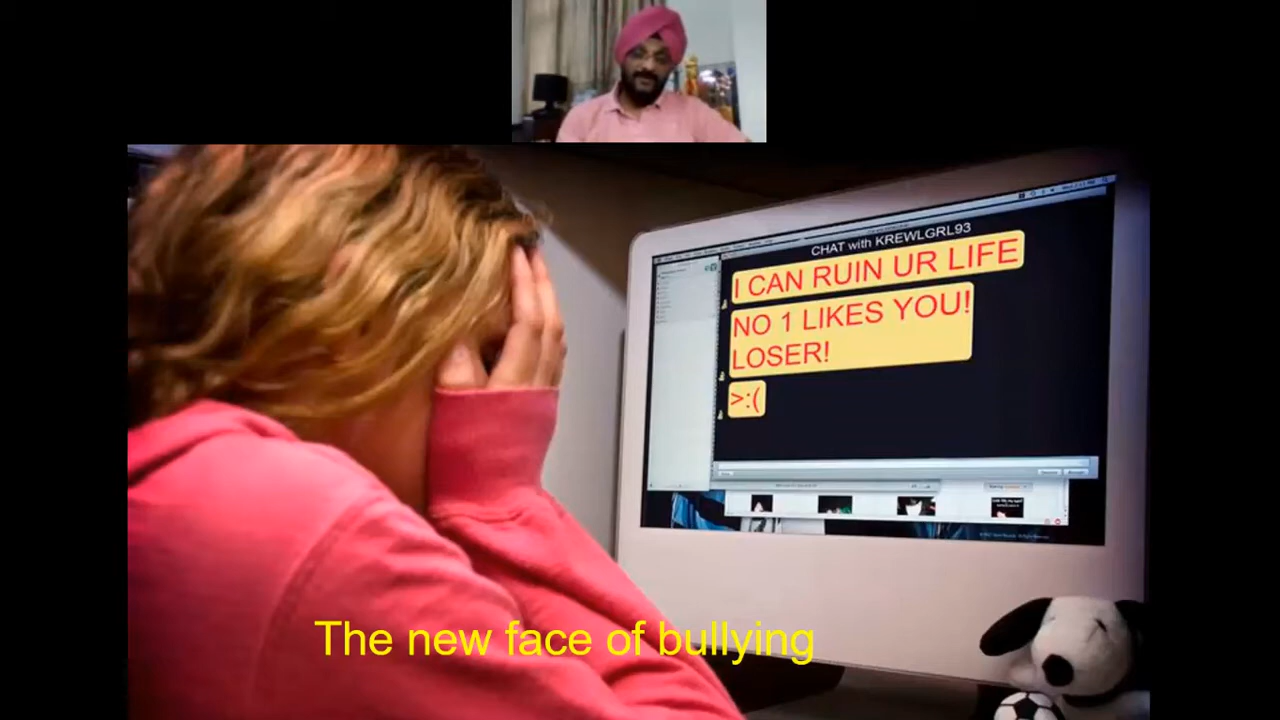 CHAT with KREWLGRL93
I CAN RUIN UR LIFE
NO 1 LIKES YOU!
LOSER!
>:(
The new face of bullying